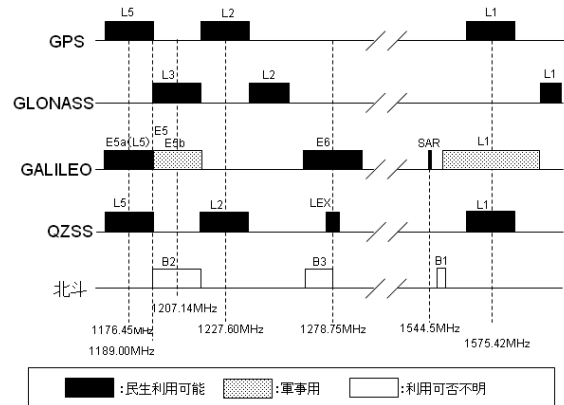 L5 L2 L1
GPS
L3 L2 L1
GLONASS
E5
E5a(L5) E5b E6 SAR L1
GALILEO
L5 L2 LEX L1
QZSS
B2 B3 B1
北斗
1207.14MHz
1176.45MHz 1227.60MHz 1278.75MHz 1544.5MHz
1189.00MHz 1575.42MHz
:民生利用可能 :軍事用 :利用可否不明